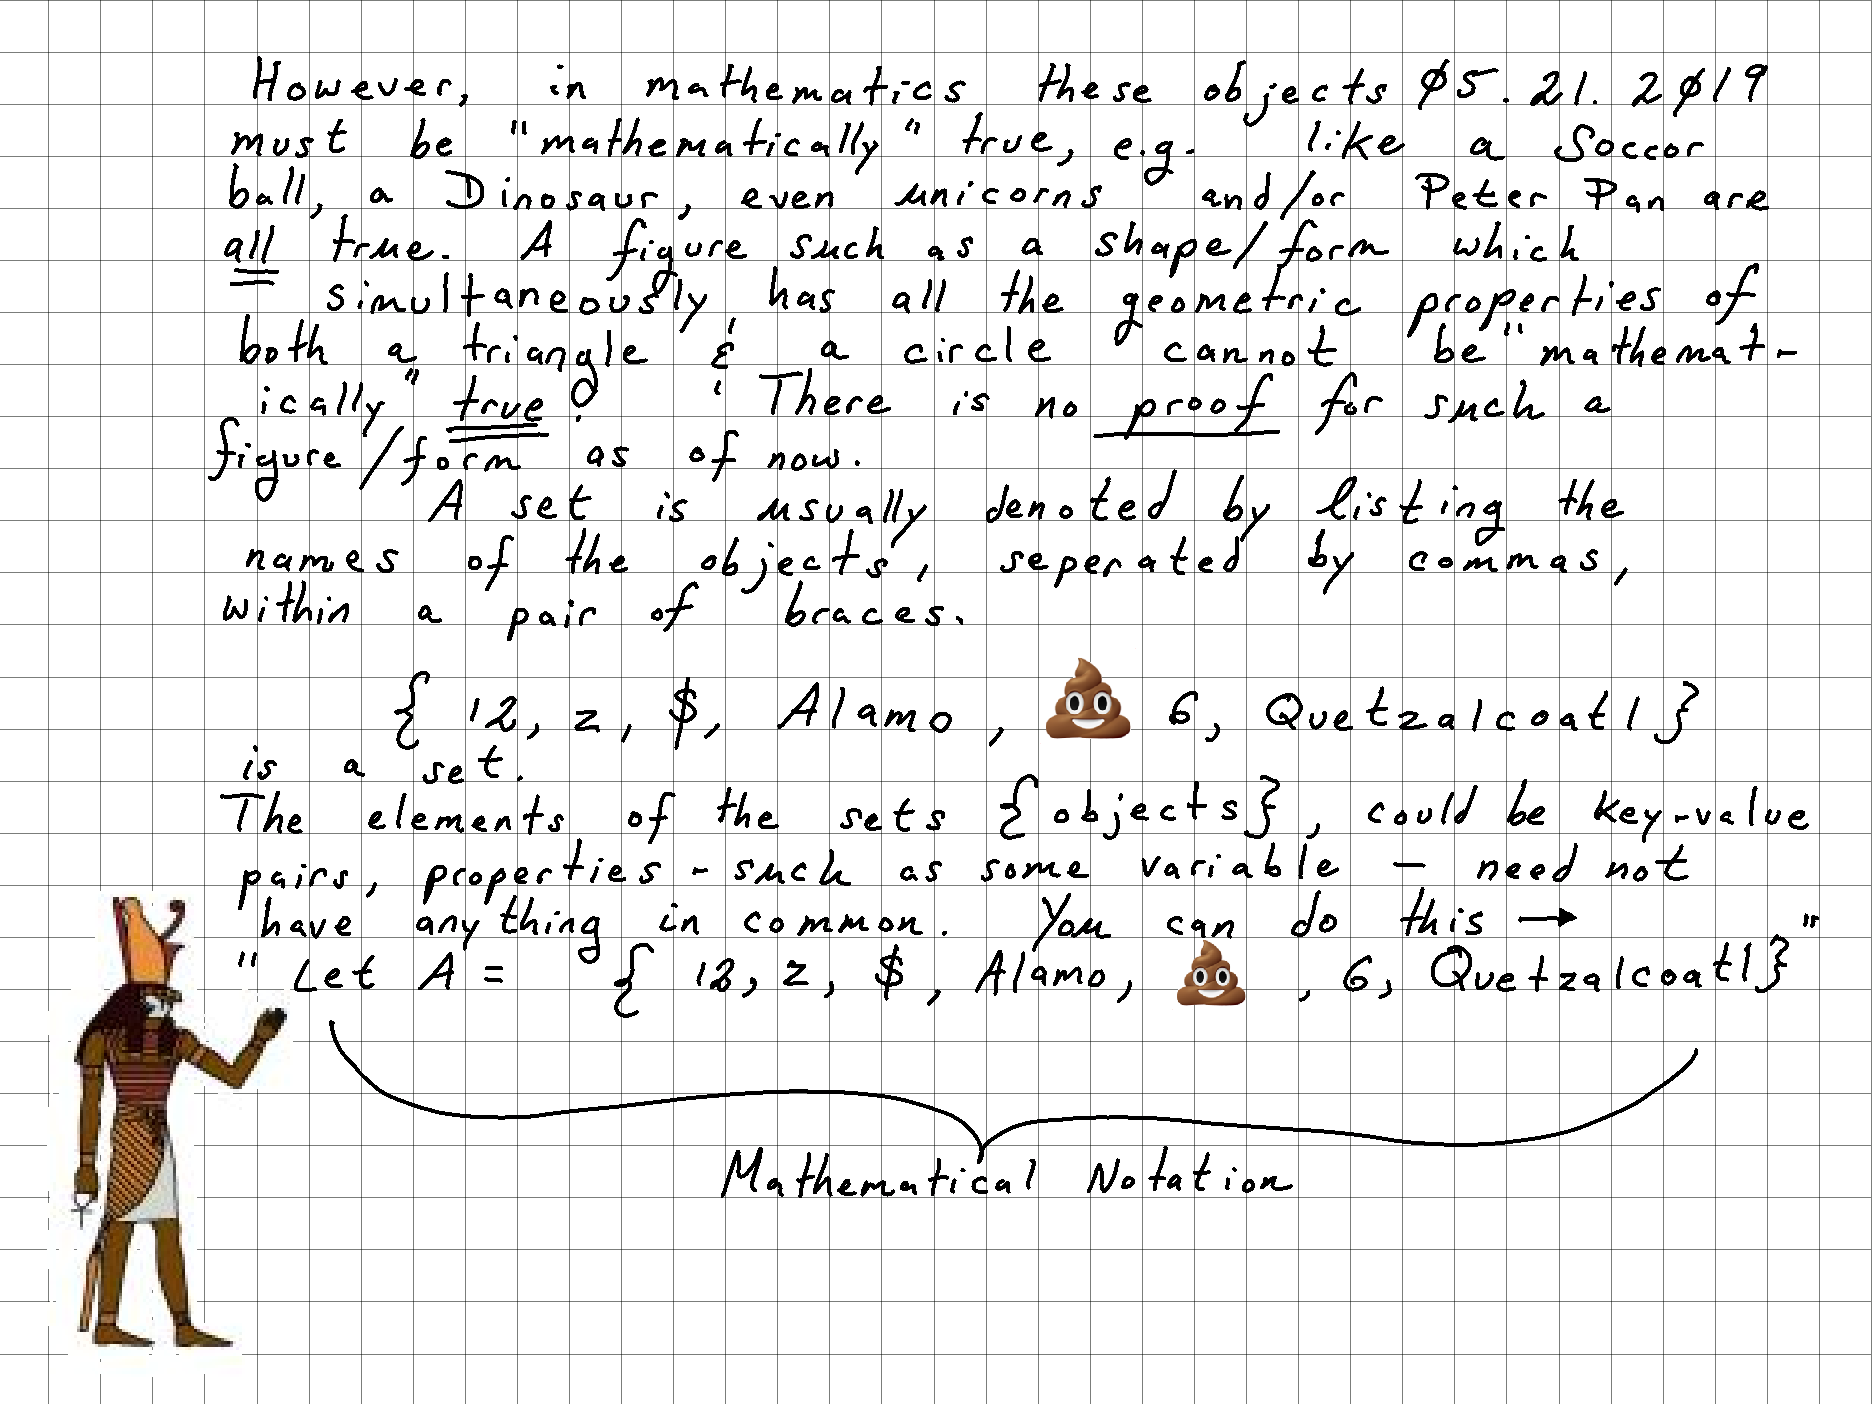 However, in mathematics these objects Ø5.21.2Ø19
must be "mathematically" true, e.g. like a Soccor
ball, a Dinosaur, even unicorns and/or Peter Pan are
all true. A figure such as a shape/form which
simultaneously has all the geometric properties of
both a triangle & a circle cannot be "mathemat-
ically" true! There is no proof for such a
figure/form as of now.
A set is usually denoted by listing the
names of the objects, seperated by commas,
within a pair of braces.
{ 12, z, $, Alamo, 💩 6, Quetzalcoatl }
is a set.
The elements of the sets {objects}, could be key-value
pairs, properties - such as some variable - need not
have anything in common. You can do this →
"Let A = { 12, z, $, Alamo, 💩, 6, Quetzalcoatl}"
Mathematical Notation